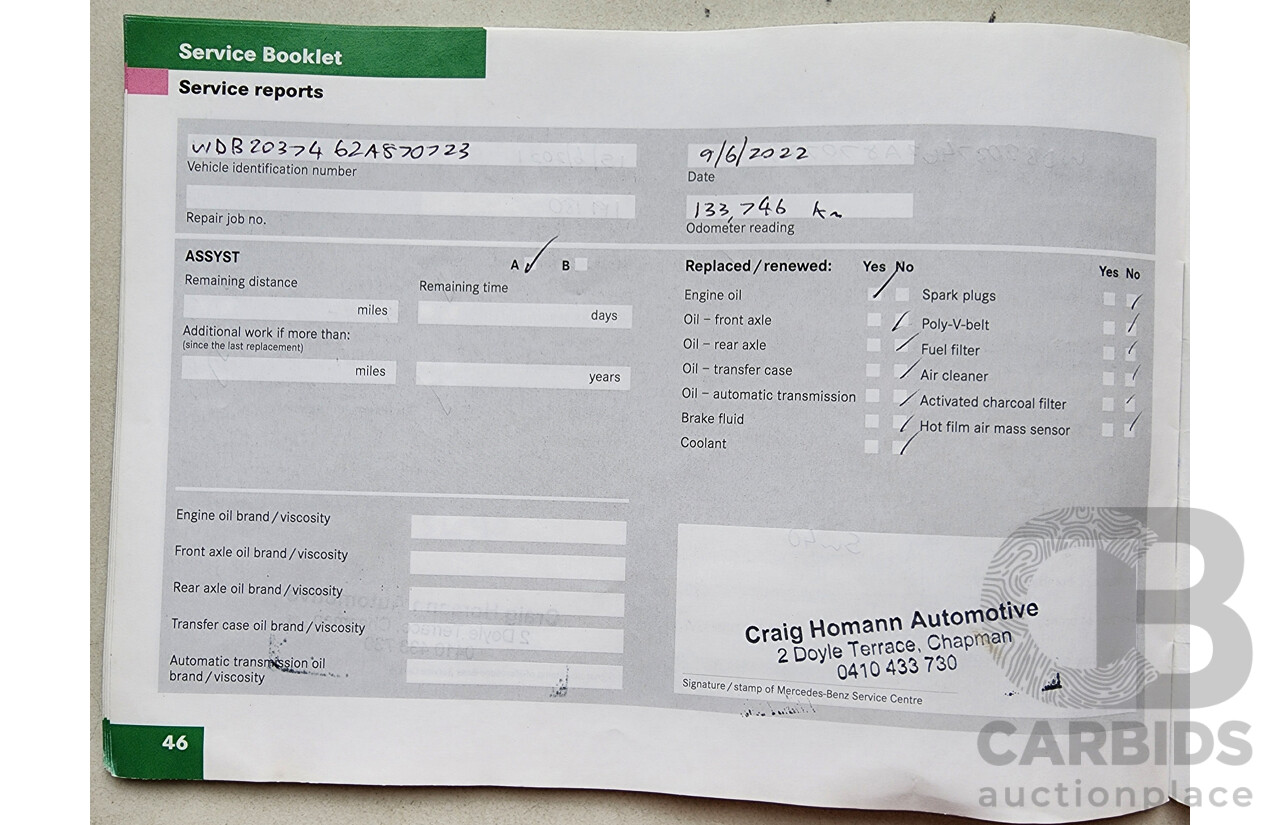 Service Booklet
Service reports
WDB20374 62A870723
Vehicle identification number
9/6/2022
Date
Repair job no.
133,746 km
Odometer reading
ASSYST
A
B
Remaining distance
Remaining time
miles
days
Additional work if more than:
(since the last replacement)
miles
years
Replaced/renewed: Yes No
Yes No
Engine oil
Oil – front axle
Oil – rear axle
Oil – transfer case
Oil – automatic transmission
Brake fluid
Coolant
Spark plugs
Poly-V-belt
Fuel filter
Air cleaner
Activated charcoal filter
Hot film air mass sensor
Engine oil brand/viscosity
Front axle oil brand/viscosity
Rear axle oil brand/viscosity
Transfer case oil brand/viscosity
Automatic transmission oil
brand/viscosity
Craig Homann Automotive
2 Doyle Terrace, Chapman
0410 433 730
Signature/stamp of Mercedes-Benz Service Centre
46
CB
CARBIDS
auctionplace